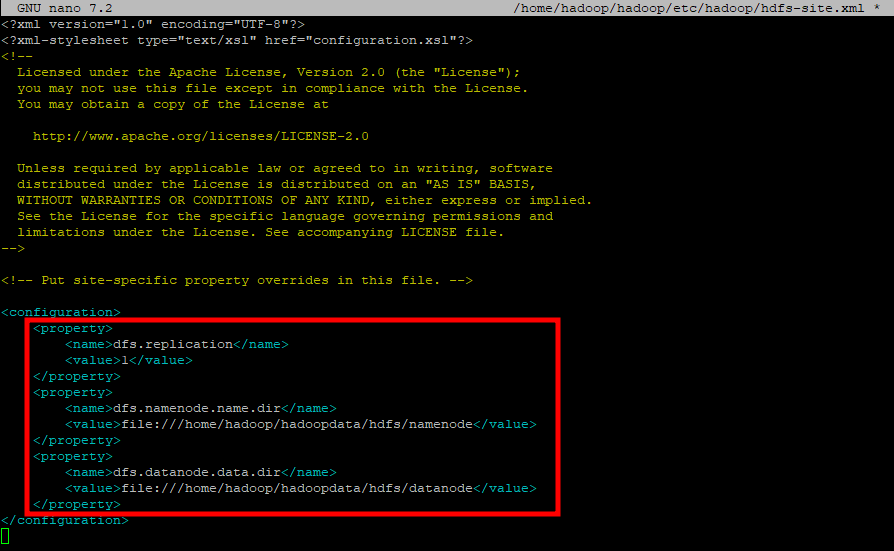 GNU nano 7.2 /home/hadoop/hadoop/etc/hadoop/hdfs-site.xml *
<?xml version="1.0" encoding="UTF-8"?>
<?xml-stylesheet type="text/xsl" href="configuration.xsl"?>
<!--
  Licensed under the Apache License, Version 2.0 (the "License");
  you may not use this file except in compliance with the License.
  You may obtain a copy of the License at

    http://www.apache.org/licenses/LICENSE-2.0

  Unless required by applicable law or agreed to in writing, software
  distributed under the License is distributed on an "AS IS" BASIS,
  WITHOUT WARRANTIES OR CONDITIONS OF ANY KIND, either express or implied.
  See the License for the specific language governing permissions and
  limitations under the License. See accompanying LICENSE file.
-->

<!-- Put site-specific property overrides in this file. -->

<configuration>
    <property>
        <name>dfs.replication</name>
        <value>1</value>
    </property>
    <property>
        <name>dfs.namenode.name.dir</name>
        <value>file:///home/hadoop/hadoopdata/hdfs/namenode</value>
    </property>
    <property>
        <name>dfs.datanode.data.dir</name>
        <value>file:///home/hadoop/hadoopdata/hdfs/datanode</value>
    </property>
</configuration>